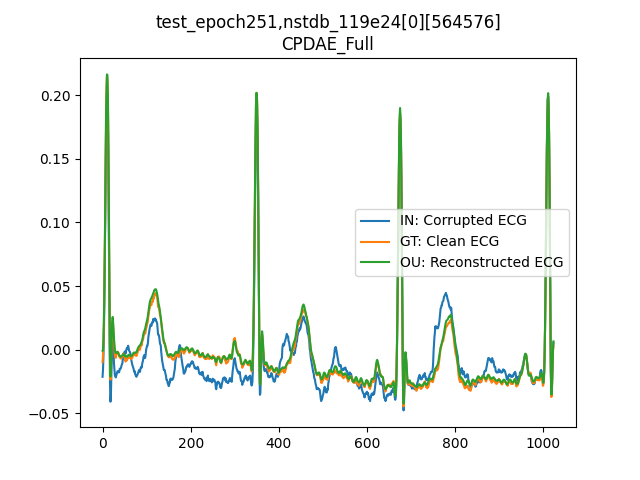 test_epoch251,nstdb_119e24[0][564576]
CPDAE_Full
0.20
0.15
0.10
0.05
0.00
−0.05
IN: Corrupted ECG
GT: Clean ECG
OU: Reconstructed ECG
0 200 400 600 800 1000